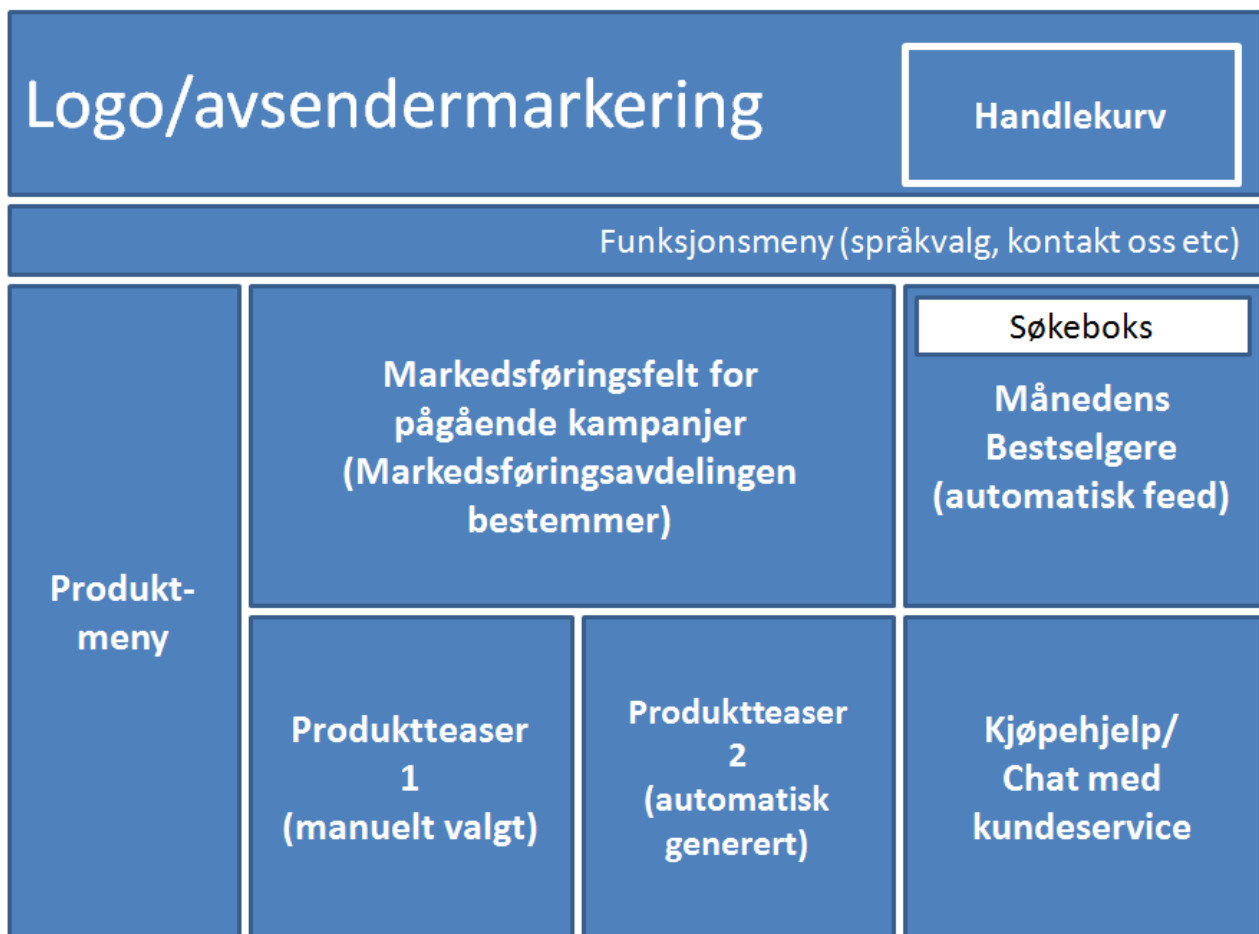 Logo/avsendermarkering
Handlekurv
Funksjonsmeny (språkvalg, kontakt oss etc)
Produkt-
meny
Markedsføringsfelt for
pågående kampanjer
(Markedsføringsavdelingen
bestemmer)
Søkeboks
Månedens
Bestselgere
(automatisk feed)
Produktteaser
1
(manuelt valgt)
Produktteaser
2
(automatisk
generert)
Kjøpehjelp/
Chat med
kundeservice